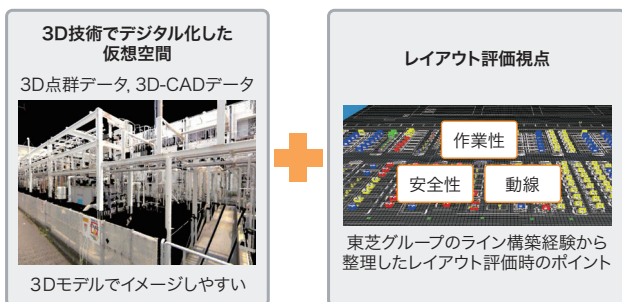 3D技術でデジタル化した
仮想空間
3D点群データ, 3D-CADデータ
3Dモデルでイメージしやすい
レイアウト評価視点
作業性
安全性
動線
東芝グループのライン構築経験から
整理したレイアウト評価時のポイント